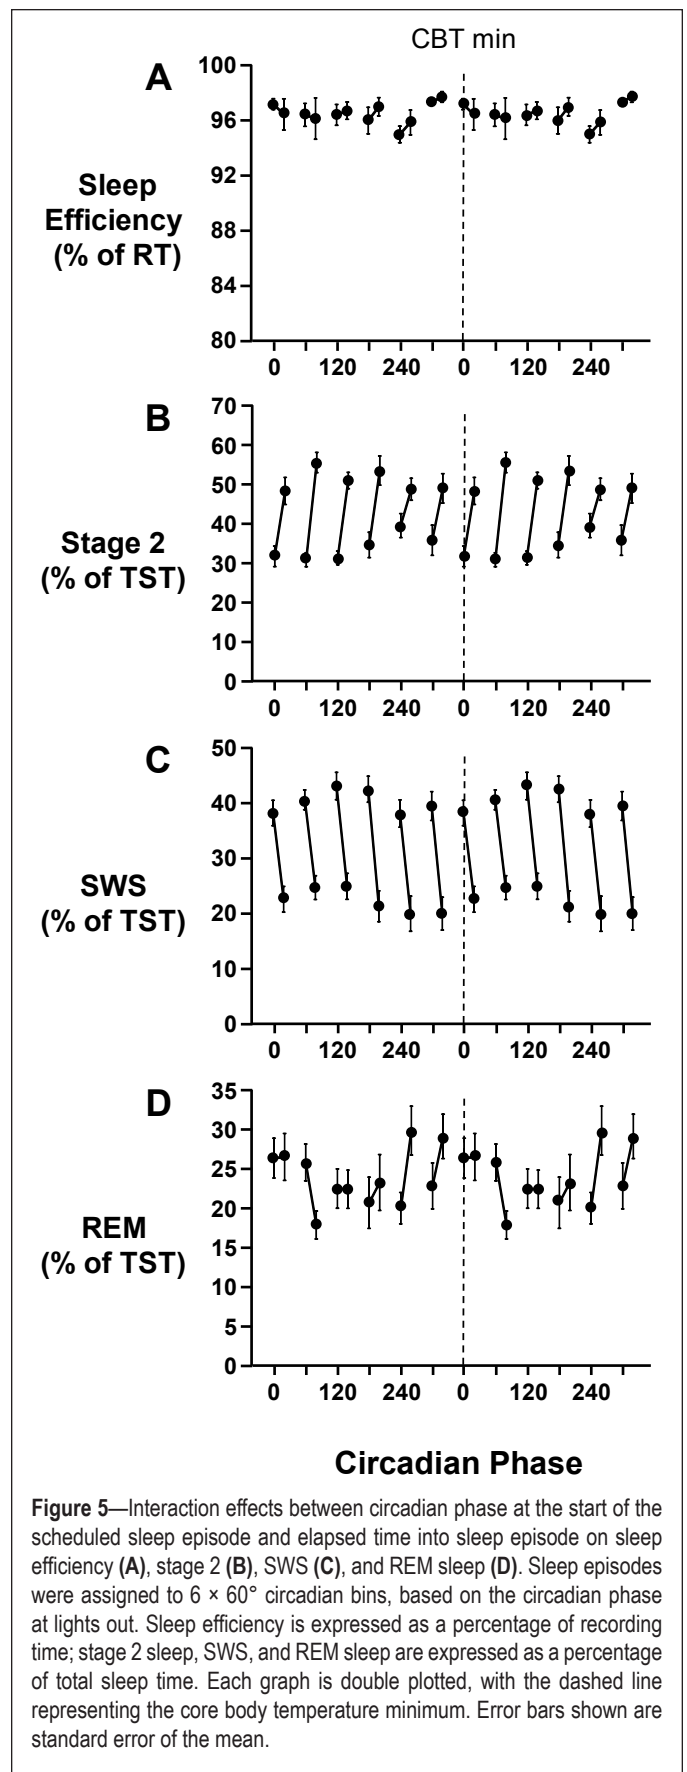 CBT min
A
100
96
92
88
84
80
Sleep
Efficiency
(% of RT)
0 120 240 0 120 240
B
70
60
50
40
30
20
10
0
Stage 2
(% of TST)
0 120 240 0 120 240
C
50
40
30
20
10
0
SWS
(% of TST)
0 120 240 0 120 240
D
35
30
25
20
15
10
5
0
REM
(% of TST)
0 120 240 0 120 240
Circadian Phase
Figure 5—Interaction effects between circadian phase at the start of the
scheduled sleep episode and elapsed time into sleep episode on sleep
efficiency (A), stage 2 (B), SWS (C), and REM sleep (D). Sleep episodes
were assigned to 6 × 60° circadian bins, based on the circadian phase
at lights out. Sleep efficiency is expressed as a percentage of recording
time; stage 2 sleep, SWS, and REM sleep are expressed as a percentage
of total sleep time. Each graph is double plotted, with the dashed line
representing the core body temperature minimum. Error bars shown are
standard error of the mean.